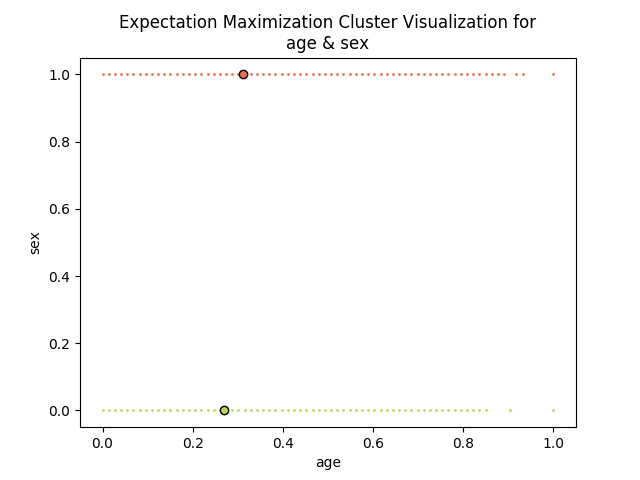 Expectation Maximization Cluster Visualization for
age & sex
1.0
0.8
0.6
0.4
0.2
0.0
sex
0.0 0.2 0.4 0.6 0.8 1.0
age